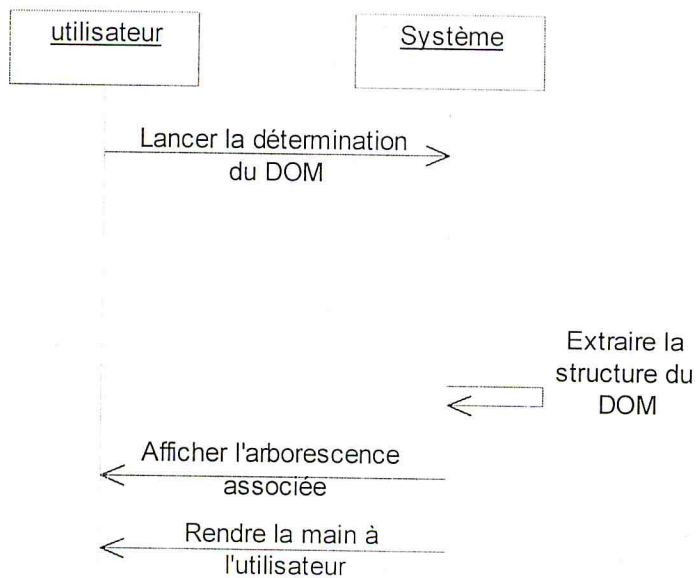 utilisateur
Système
Lancer la détermination
du DOM
Extraire la
structure du
DOM
Afficher l'arborescence
associée
Rendre la main à
l'utilisateur